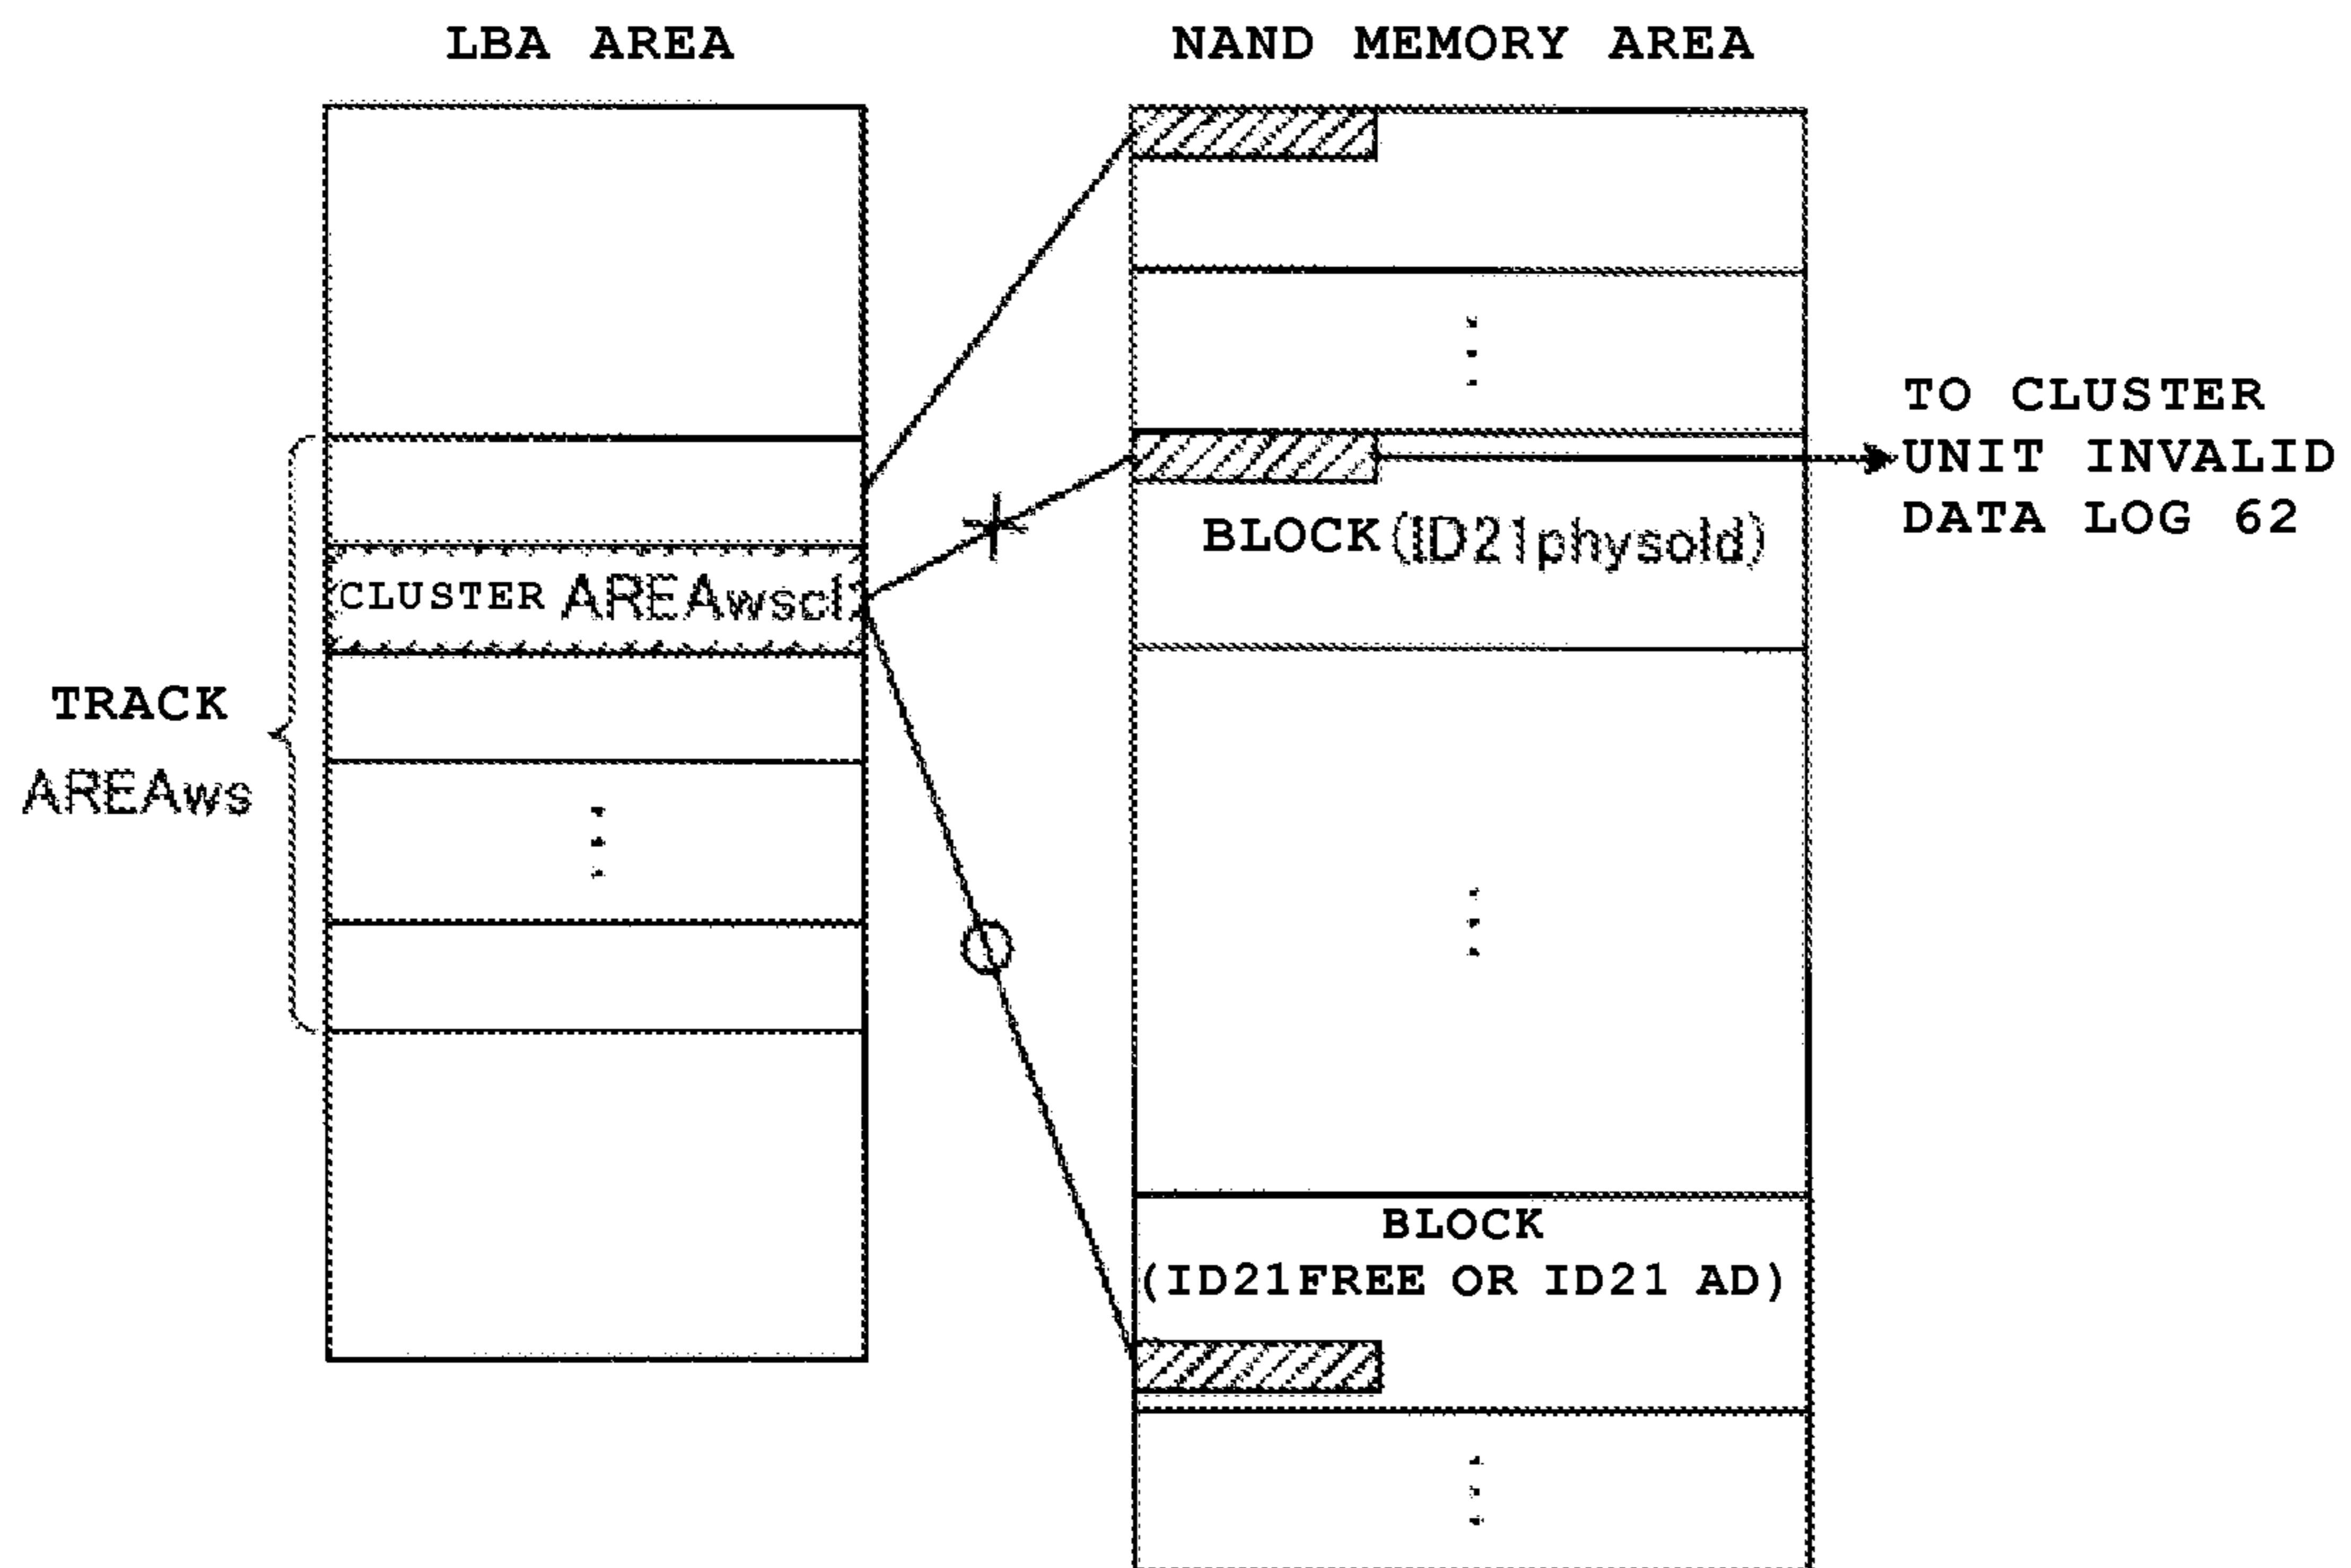 LBA AREA
NAND MEMORY AREA
TO CLUSTER
UNIT INVALID
DATA LOG 62
BLOCK (ID21physold)
CLUSTER AREAwscl
TRACK
AREAws
BLOCK
(ID21FREE OR ID21 AD)